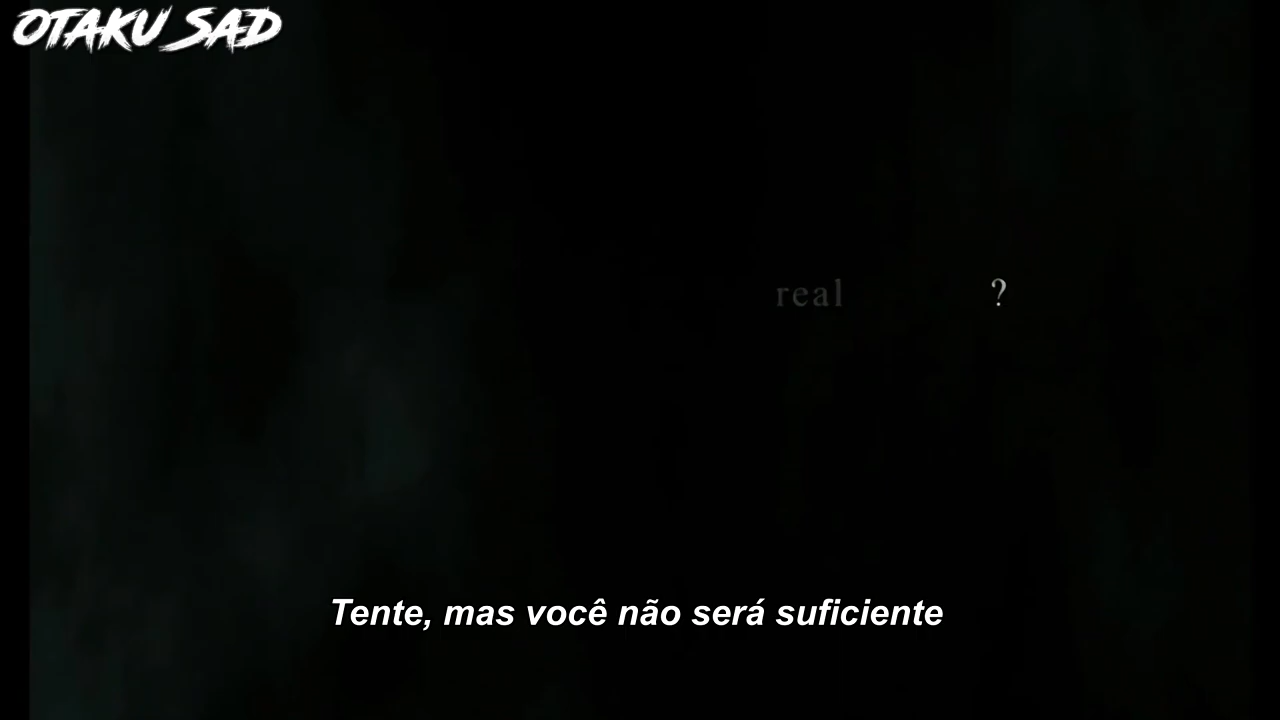 OTAKU SAD
real ?
Tente, mas você não será suficiente